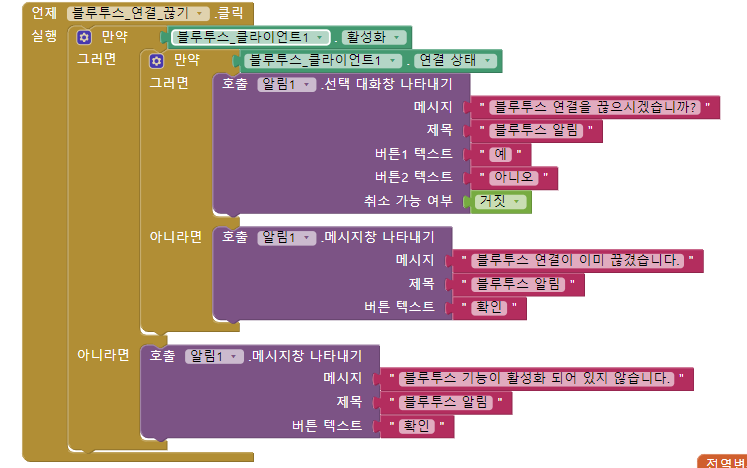 언제 블루투스_연결_끊기 .클릭
실행 만약 블루투스_클라이언트1 . 활성화
그러면 만약 블루투스_클라이언트1 . 연결 상태
그러면 호출 알림1 .선택 대화창 나타내기
메시지 " 블루투스 연결을 끊으시겠습니까? "
제목 " 블루투스 알림 "
버튼1 텍스트 " 예 "
버튼2 텍스트 " 아니오 "
취소 가능 여부 거짓
아니라면 호출 알림1 .메시지창 나타내기
메시지 " 블루투스 연결이 이미 끊겼습니다. "
제목 " 블루투스 알림 "
버튼 텍스트 " 확인 "
아니라면 호출 알림1 .메시지창 나타내기
메시지 " 블루투스 기능이 활성화 되어 있지 않습니다. "
제목 " 블루투스 알림 "
버튼 텍스트 " 확인 "